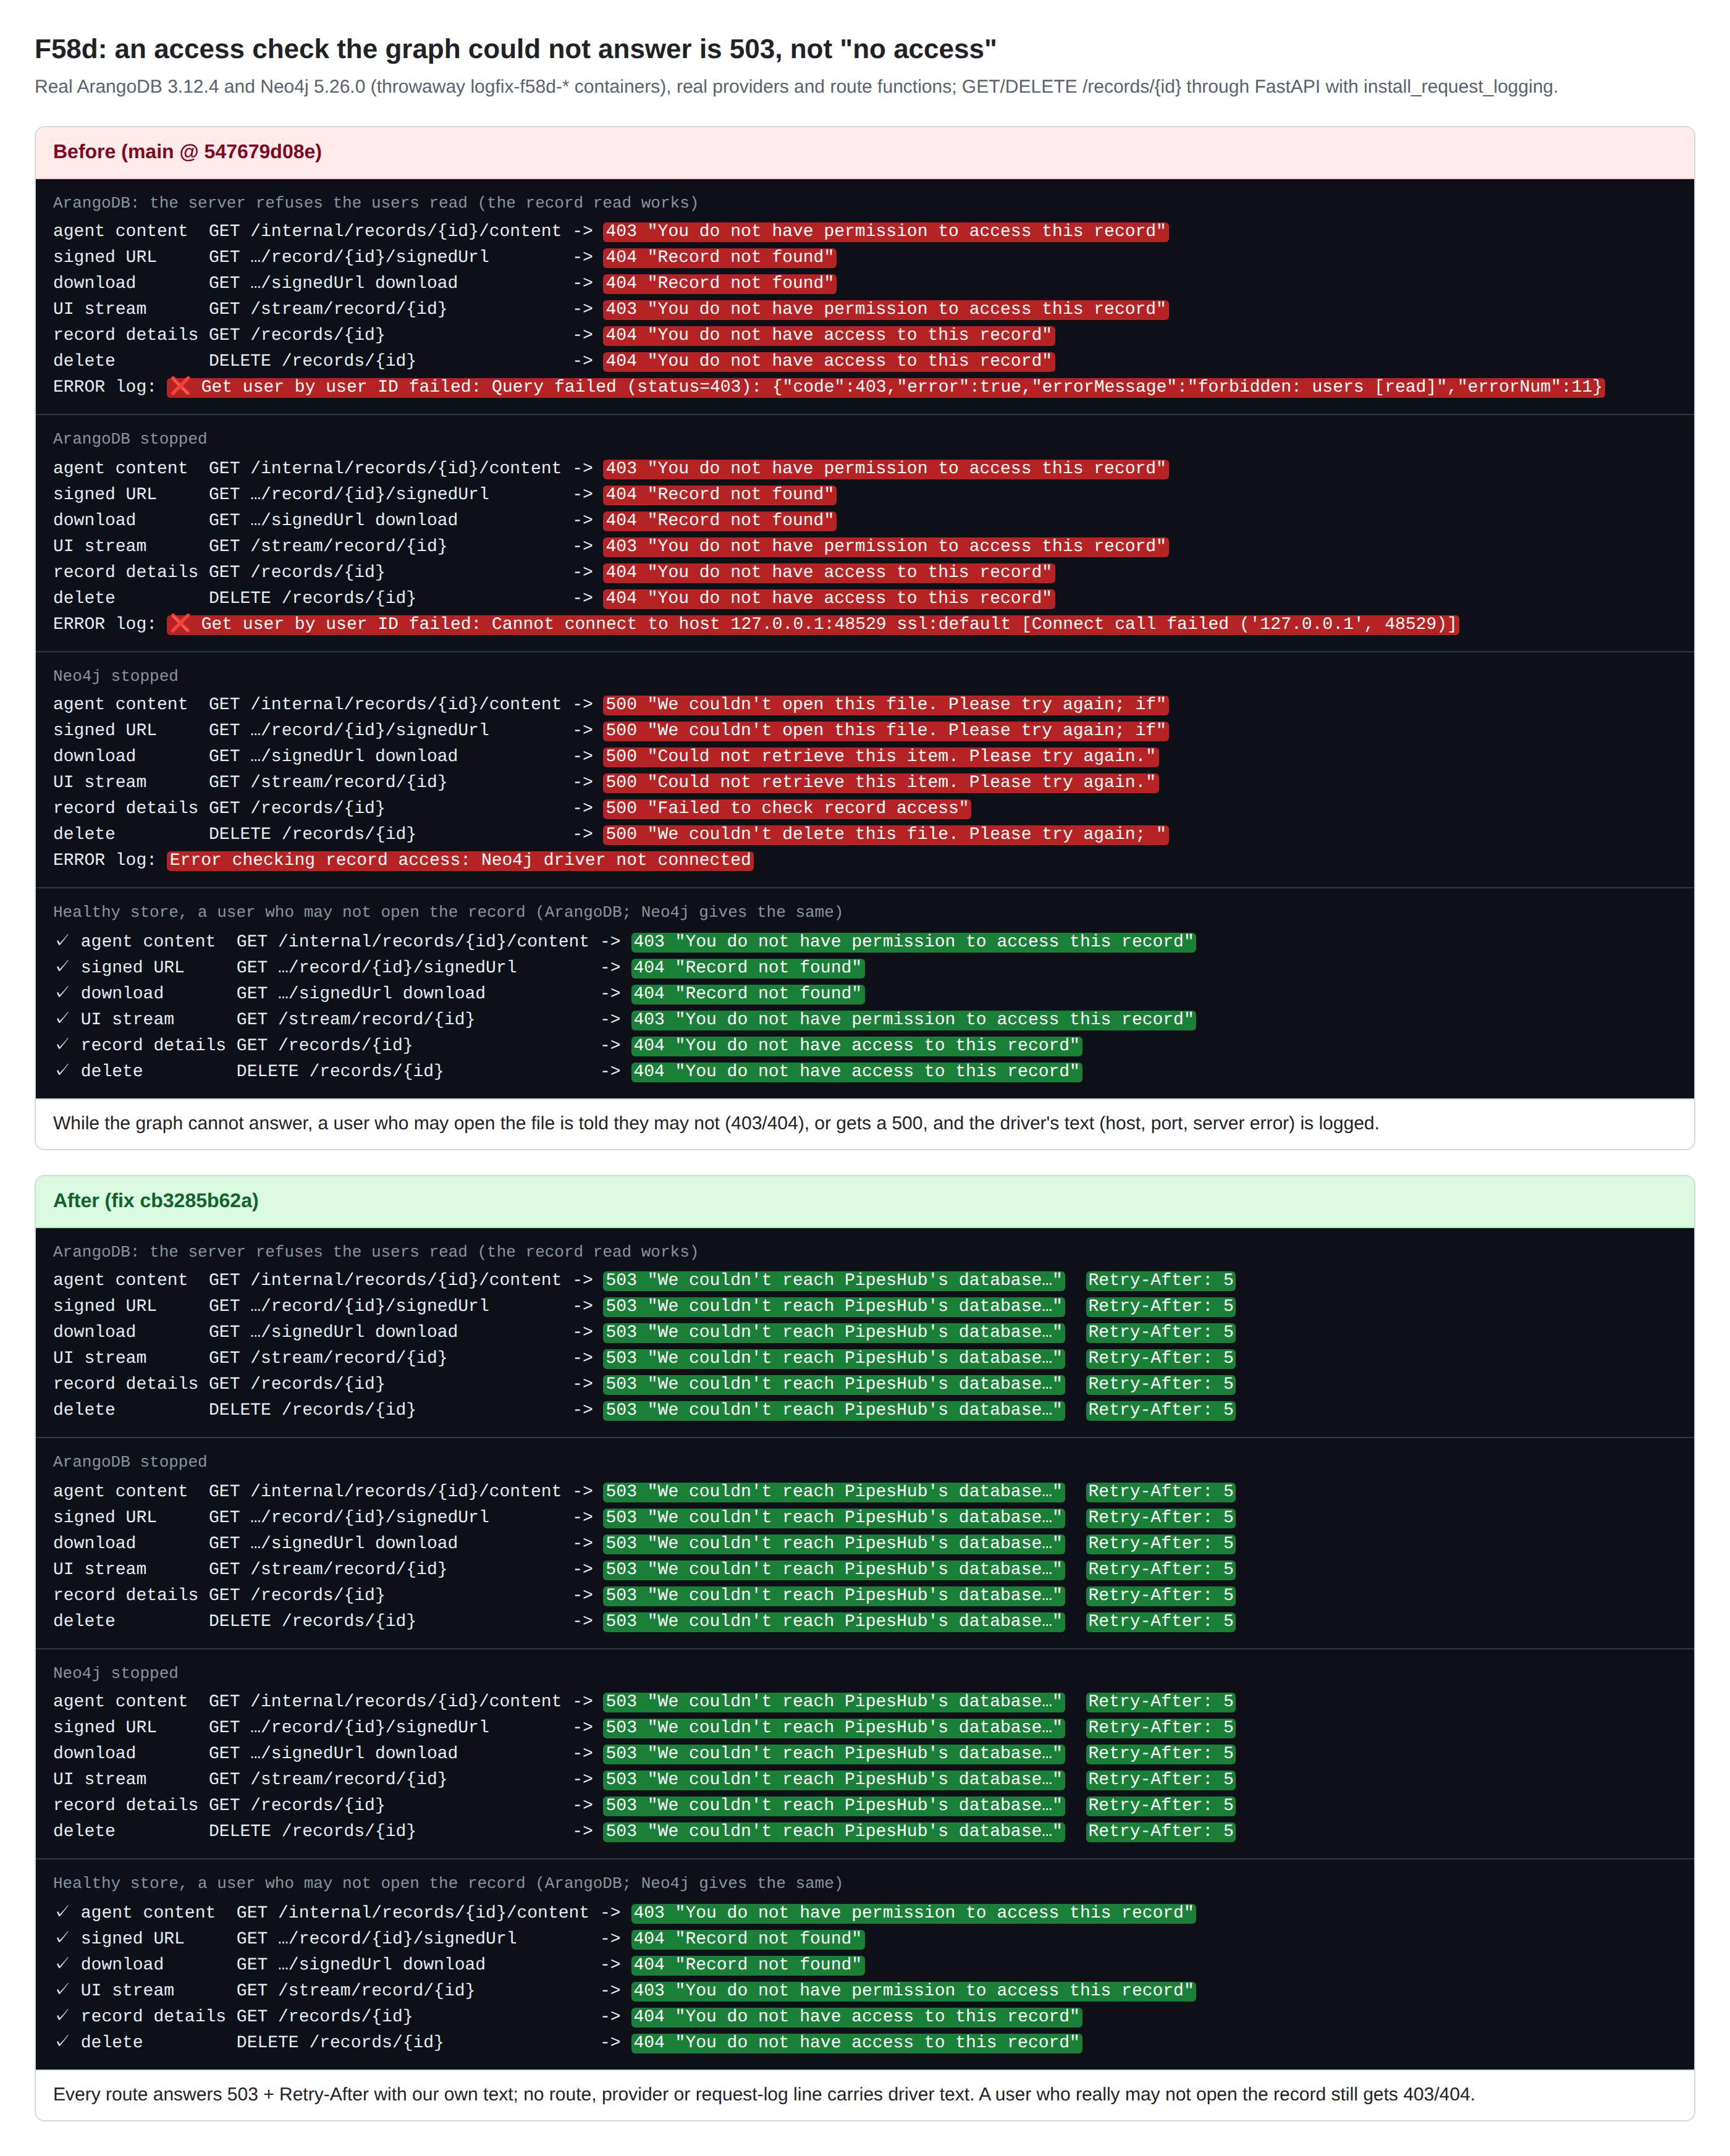 F58d: an access check the graph could not answer is 503, not "no access"
Real ArangoDB 3.12.4 and Neo4j 5.26.0 (throwaway logfix-f58d-* containers), real providers and route functions; GET/DELETE /records/{id} through FastAPI with install_request_logging.
Before (main @ 547679d08e)
ArangoDB: the server refuses the users read (the record read works)
agent content  GET /internal/records/{id}/content -> 403 "You do not have permission to access this record"
signed URL     GET …/record/{id}/signedUrl        -> 404 "Record not found"
download       GET …/signedUrl download           -> 404 "Record not found"
UI stream      GET /stream/record/{id}            -> 403 "You do not have permission to access this record"
record details GET /records/{id}                  -> 404 "You do not have access to this record"
delete         DELETE /records/{id}               -> 404 "You do not have access to this record"
ERROR log: ❌ Get user by user ID failed: Query failed (status=403): {"code":403,"error":true,"errorMessage":"forbidden: users [read]","errorNum":11}
ArangoDB stopped
agent content  GET /internal/records/{id}/content -> 403 "You do not have permission to access this record"
signed URL     GET …/record/{id}/signedUrl        -> 404 "Record not found"
download       GET …/signedUrl download           -> 404 "Record not found"
UI stream      GET /stream/record/{id}            -> 403 "You do not have permission to access this record"
record details GET /records/{id}                  -> 404 "You do not have access to this record"
delete         DELETE /records/{id}               -> 404 "You do not have access to this record"
ERROR log: ❌ Get user by user ID failed: Cannot connect to host 127.0.0.1:48529 ssl:default [Connect call failed ('127.0.0.1', 48529)]
Neo4j stopped
agent content  GET /internal/records/{id}/content -> 500 "We couldn't open this file. Please try again; if"
signed URL     GET …/record/{id}/signedUrl        -> 500 "We couldn't open this file. Please try again; if"
download       GET …/signedUrl download           -> 500 "Could not retrieve this item. Please try again."
UI stream      GET /stream/record/{id}            -> 500 "Could not retrieve this item. Please try again."
record details GET /records/{id}                  -> 500 "Failed to check record access"
delete         DELETE /records/{id}               -> 500 "We couldn't delete this file. Please try again; "
ERROR log: Error checking record access: Neo4j driver not connected
Healthy store, a user who may not open the record (ArangoDB; Neo4j gives the same)
✓ agent content  GET /internal/records/{id}/content -> 403 "You do not have permission to access this record"
✓ signed URL     GET …/record/{id}/signedUrl        -> 404 "Record not found"
✓ download       GET …/signedUrl download           -> 404 "Record not found"
✓ UI stream      GET /stream/record/{id}            -> 403 "You do not have permission to access this record"
✓ record details GET /records/{id}                  -> 404 "You do not have access to this record"
✓ delete         DELETE /records/{id}               -> 404 "You do not have access to this record"
While the graph cannot answer, a user who may open the file is told they may not (403/404), or gets a 500, and the driver's text (host, port, server error) is logged.
After (fix cb3285b62a)
ArangoDB: the server refuses the users read (the record read works)
agent content  GET /internal/records/{id}/content -> 503 "We couldn't reach PipesHub's database…"  Retry-After: 5
signed URL     GET …/record/{id}/signedUrl        -> 503 "We couldn't reach PipesHub's database…"  Retry-After: 5
download       GET …/signedUrl download           -> 503 "We couldn't reach PipesHub's database…"  Retry-After: 5
UI stream      GET /stream/record/{id}            -> 503 "We couldn't reach PipesHub's database…"  Retry-After: 5
record details GET /records/{id}                  -> 503 "We couldn't reach PipesHub's database…"  Retry-After: 5
delete         DELETE /records/{id}               -> 503 "We couldn't reach PipesHub's database…"  Retry-After: 5
ArangoDB stopped
agent content  GET /internal/records/{id}/content -> 503 "We couldn't reach PipesHub's database…"  Retry-After: 5
signed URL     GET …/record/{id}/signedUrl        -> 503 "We couldn't reach PipesHub's database…"  Retry-After: 5
download       GET …/signedUrl download           -> 503 "We couldn't reach PipesHub's database…"  Retry-After: 5
UI stream      GET /stream/record/{id}            -> 503 "We couldn't reach PipesHub's database…"  Retry-After: 5
record details GET /records/{id}                  -> 503 "We couldn't reach PipesHub's database…"  Retry-After: 5
delete         DELETE /records/{id}               -> 503 "We couldn't reach PipesHub's database…"  Retry-After: 5
Neo4j stopped
agent content  GET /internal/records/{id}/content -> 503 "We couldn't reach PipesHub's database…"  Retry-After: 5
signed URL     GET …/record/{id}/signedUrl        -> 503 "We couldn't reach PipesHub's database…"  Retry-After: 5
download       GET …/signedUrl download           -> 503 "We couldn't reach PipesHub's database…"  Retry-After: 5
UI stream      GET /stream/record/{id}            -> 503 "We couldn't reach PipesHub's database…"  Retry-After: 5
record details GET /records/{id}                  -> 503 "We couldn't reach PipesHub's database…"  Retry-After: 5
delete         DELETE /records/{id}               -> 503 "We couldn't reach PipesHub's database…"  Retry-After: 5
Healthy store, a user who may not open the record (ArangoDB; Neo4j gives the same)
✓ agent content  GET /internal/records/{id}/content -> 403 "You do not have permission to access this record"
✓ signed URL     GET …/record/{id}/signedUrl        -> 404 "Record not found"
✓ download       GET …/signedUrl download           -> 404 "Record not found"
✓ UI stream      GET /stream/record/{id}            -> 403 "You do not have permission to access this record"
✓ record details GET /records/{id}                  -> 404 "You do not have access to this record"
✓ delete         DELETE /records/{id}               -> 404 "You do not have access to this record"
Every route answers 503 + Retry-After with our own text; no route, provider or request-log line carries driver text. A user who really may not open the record still gets 403/404.